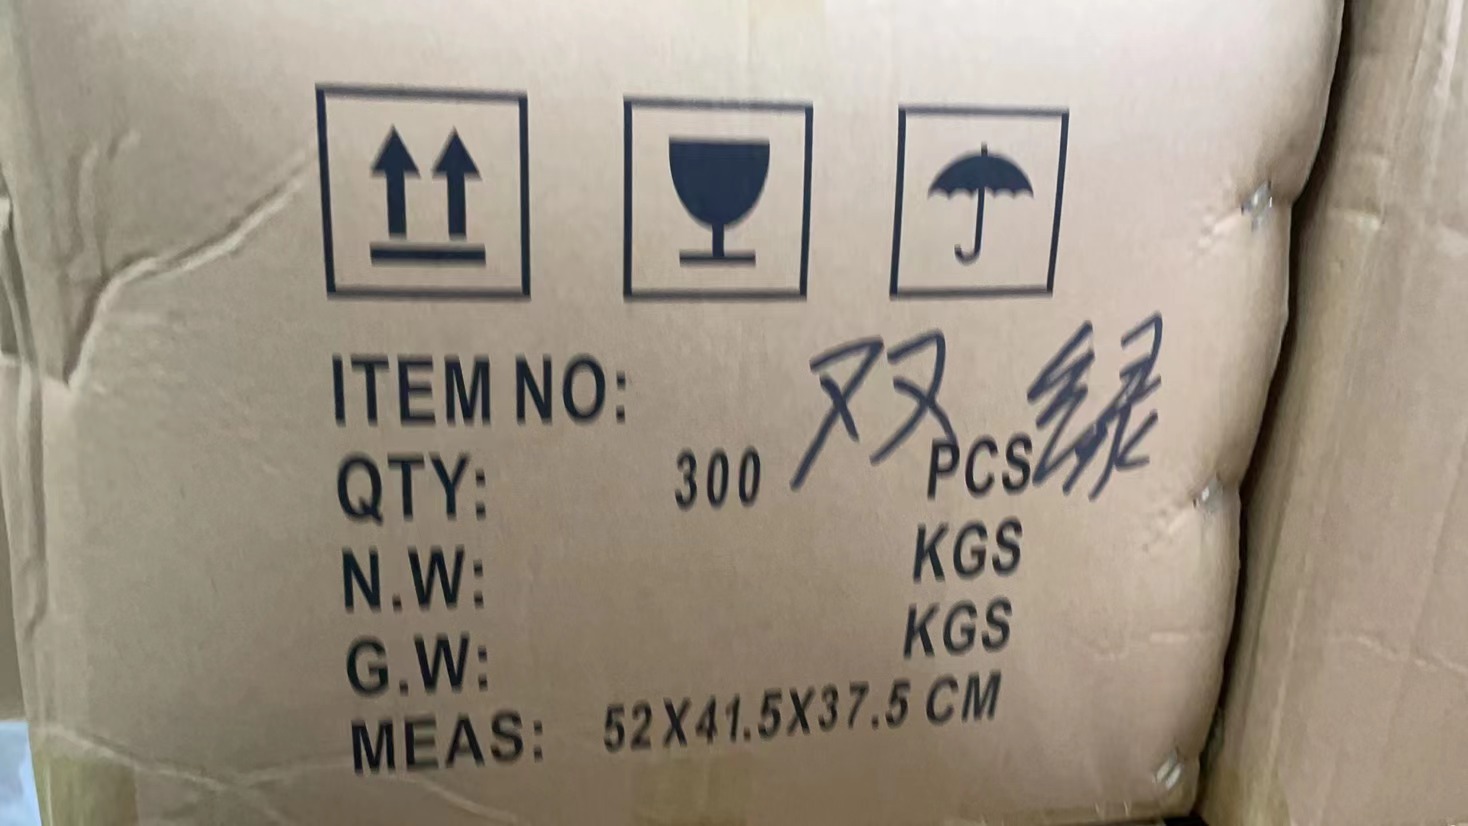 ITEM NO:
双绿
QTY: 300 PCS
N.W: KGS
G.W: KGS
MEAS: 52X41.5X37.5 CM